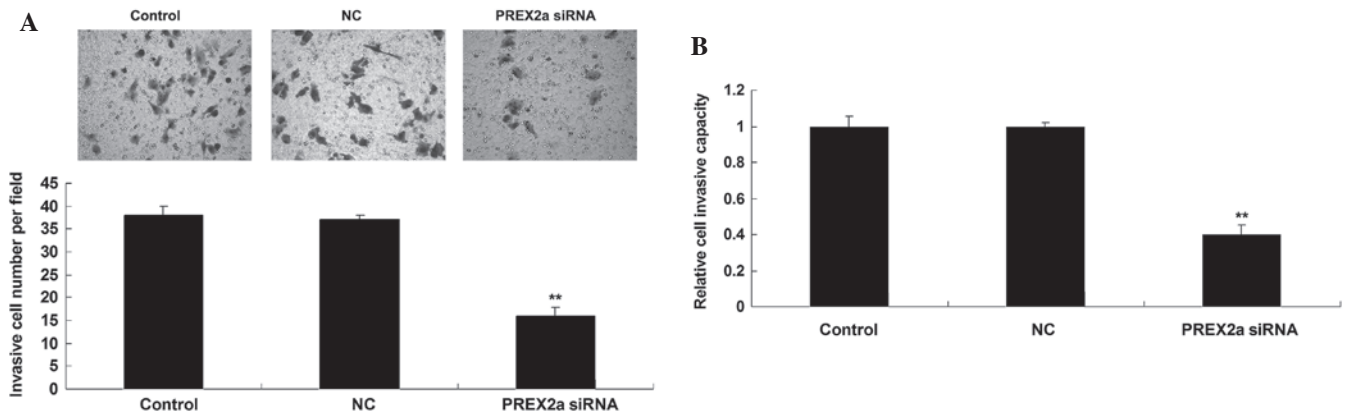 A
Control
NC
PREX2a siRNA
Invasive cell number per field
45
40
35
30
25
20
15
10
5
0
**
Control
NC
PREX2a siRNA
B
Relative cell invasive capacity
1.2
1
0.8
0.6
0.4
0.2
0
**
Control
NC
PREX2a siRNA